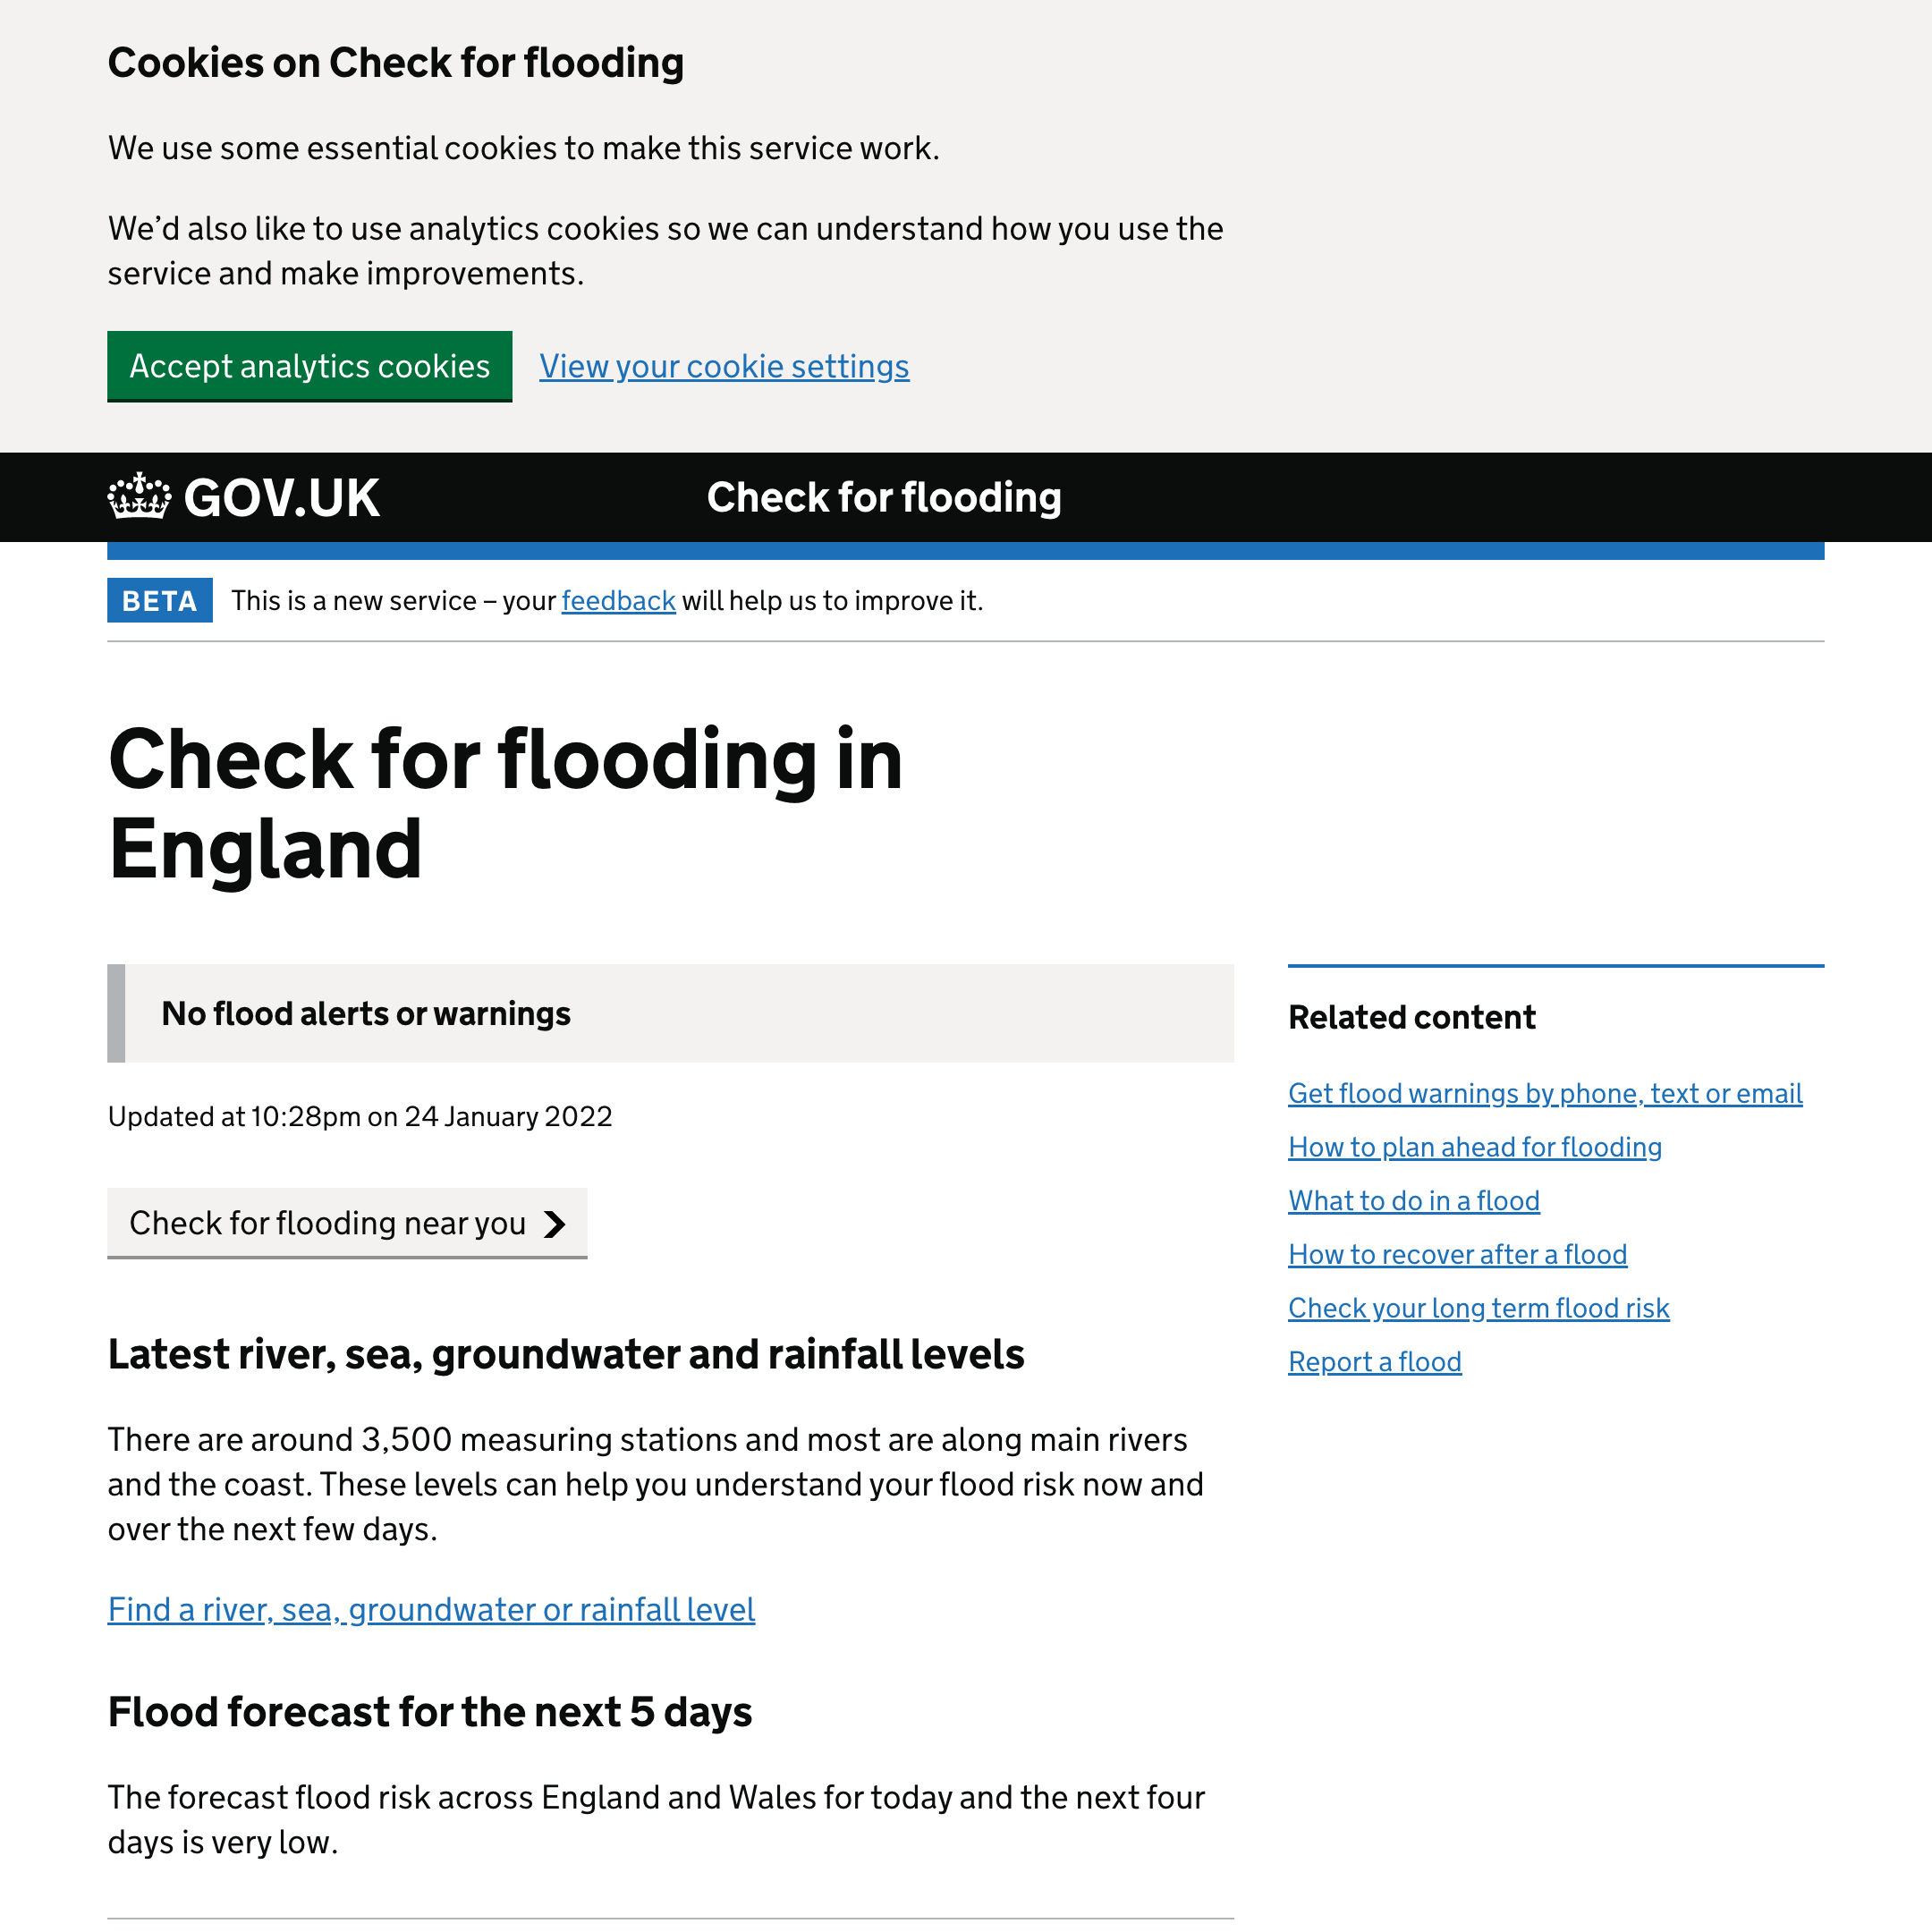 Cookies on Check for flooding
We use some essential cookies to make this service work.
We’d also like to use analytics cookies so we can understand how you use the
service and make improvements.
Accept analytics cookies
View your cookie settings
GOV.UK
Check for flooding
BETA
This is a new service – your feedback will help us to improve it.
Check for flooding in
England
No flood alerts or warnings
Updated at 10:28pm on 24 January 2022
Check for flooding near you
Latest river, sea, groundwater and rainfall levels
There are around 3,500 measuring stations and most are along main rivers
and the coast. These levels can help you understand your flood risk now and
over the next few days.
Find a river, sea, groundwater or rainfall level
Flood forecast for the next 5 days
The forecast flood risk across England and Wales for today and the next four
days is very low.
Related content
Get flood warnings by phone, text or email
How to plan ahead for flooding
What to do in a flood
How to recover after a flood
Check your long term flood risk
Report a flood